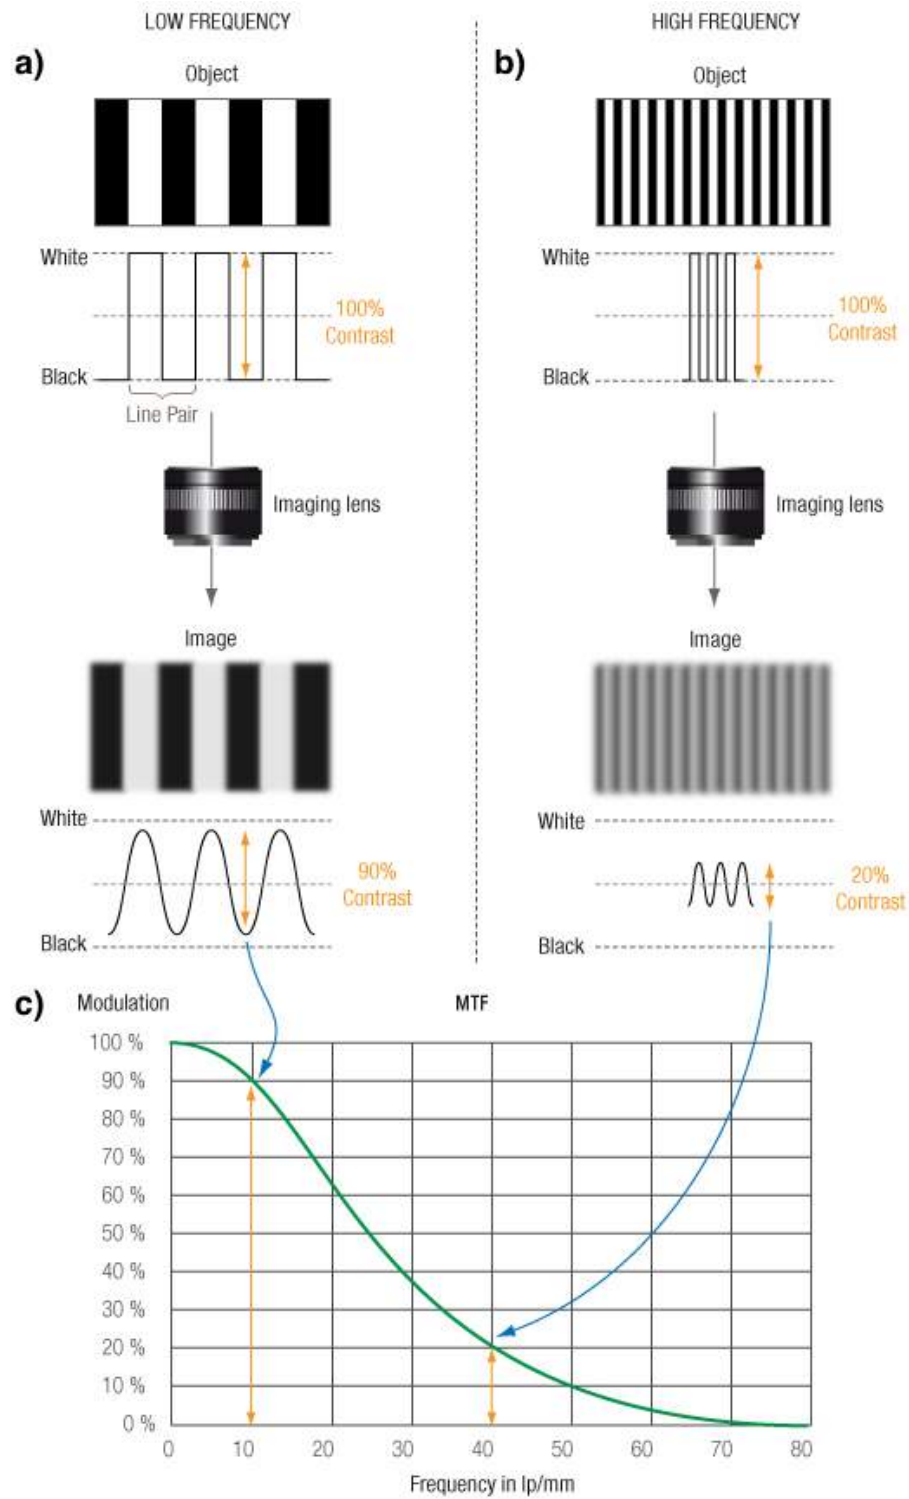 LOW FREQUENCY
a)
Object
White
100%
Contrast
Black
Line Pair
Imaging lens
Image
White
90%
Contrast
Black
HIGH FREQUENCY
b)
Object
White
100%
Contrast
Black
Imaging lens
Image
White
20%
Contrast
Black
c)
Modulation
MTF
100 %
90 %
80 %
70 %
60 %
50 %
40 %
30 %
20 %
10 %
0 %
0 10 20 30 40 50 60 70 80
Frequency in lp/mm